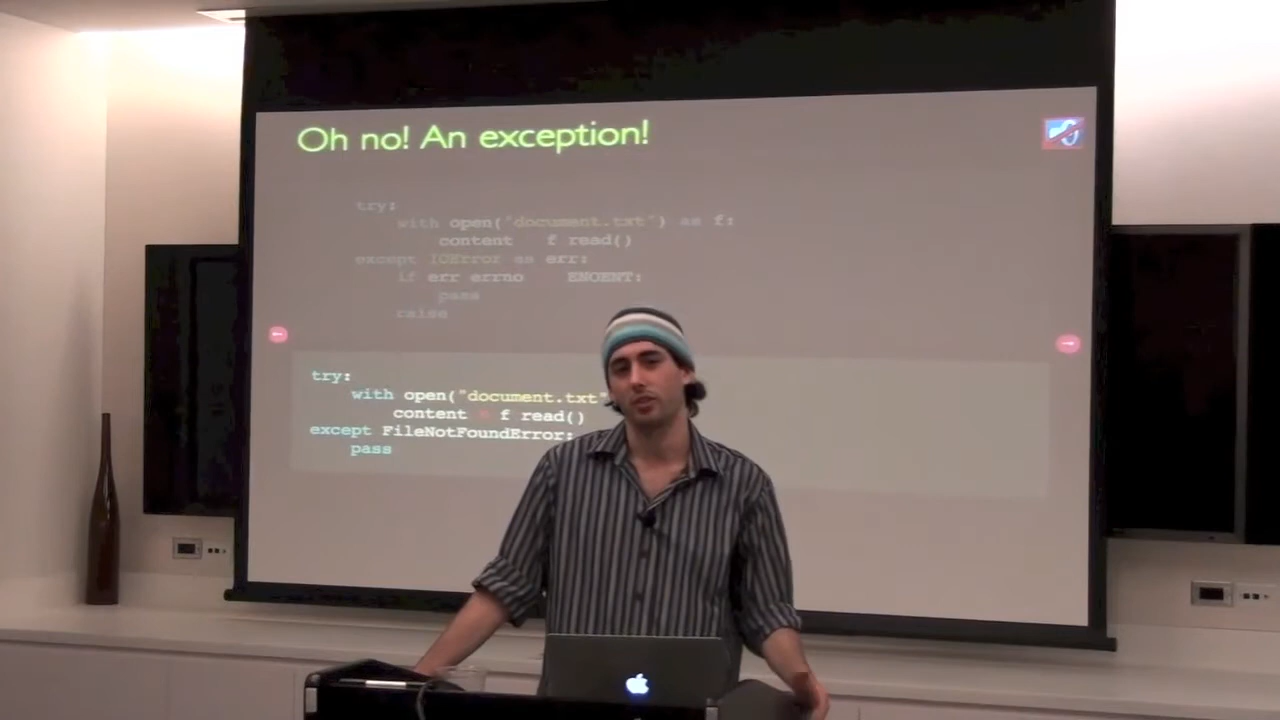 Oh no! An exception!
try:
with open("document.txt") as f:
content f read()
except IOError as err:
if err errno ENOENT:
pass
raise
try:
with open("document.txt"
content = f read()
except FileNotFoundError:
pass